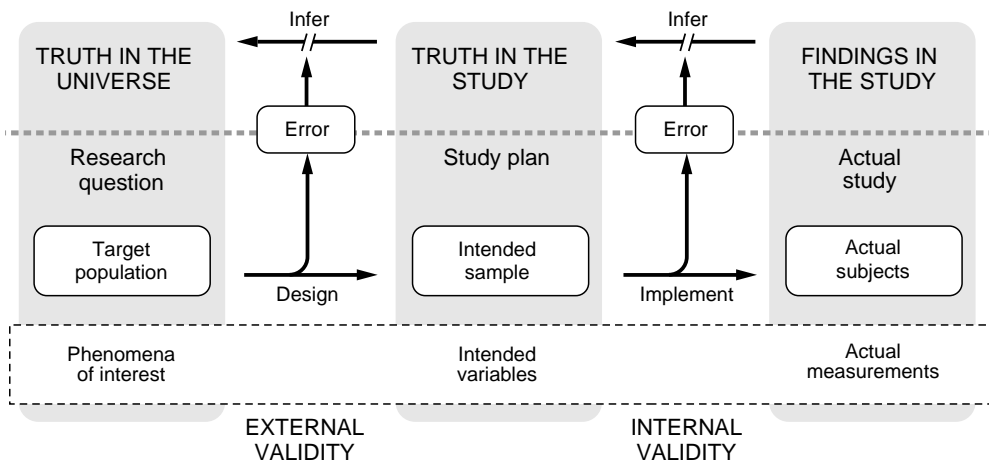 Infer
Infer
TRUTH IN THE
UNIVERSE
TRUTH IN THE
STUDY
FINDINGS IN
THE STUDY
Error
Error
Research
question
Study plan
Actual
study
Target
population
Intended
sample
Actual
subjects
Design
Implement
Phenomena
of interest
Intended
variables
Actual
measurements
EXTERNAL
VALIDITY
INTERNAL
VALIDITY